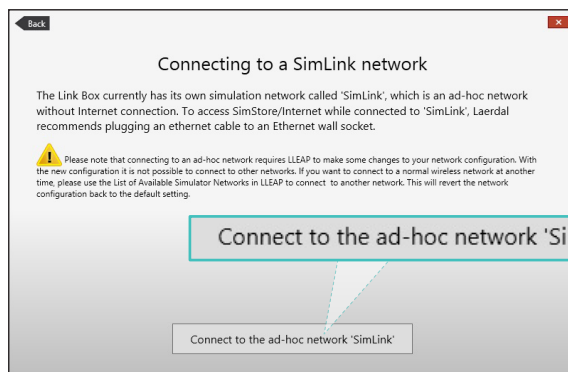 Back
Connecting to a SimLink network
The Link Box currently has its own simulation network called 'SimLink', which is an ad-hoc network
without Internet connection. To access SimStore/Internet while connected to 'SimLink', Laerdal
recommends plugging an ethernet cable to an Ethernet wall socket.
Please note that connecting to an ad-hoc network requires LLEAP to make some changes to your network configuration. With
the new configuration it is not possible to connect to other networks. If you want to connect to a normal wireless network at another
time, please use the List of Available Simulator Networks in LLEAP to connect to another network. This will revert the network
configuration back to the default setting.
Connect to the ad-hoc network 'Si
Connect to the ad-hoc network 'SimLink'